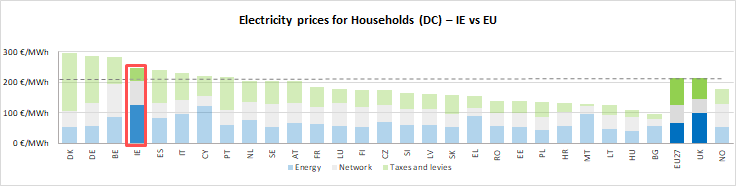 Electricity prices for Households (DC) – IE vs EU
300 €/MWh
200 €/MWh
100 €/MWh
0 €/MWh
DK DE BE IE ES IT CY PT NL SE AT FR LU FI CZ SI LV SK EL RO EE PL HR MT LT HU BG EU27 UK NO
Energy Network Taxes and levies